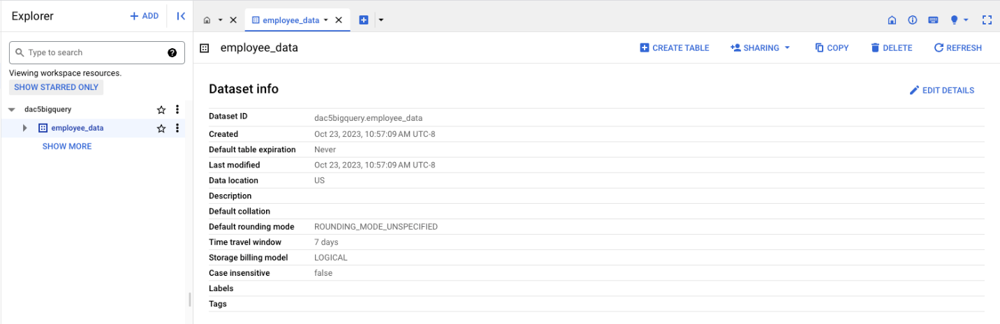 Explorer
+ ADD
employee_data
Type to search
?
Viewing workspace resources.
SHOW STARRED ONLY
dac5bigquery
employee_data
SHOW MORE
employee_data
CREATE TABLE SHARING COPY DELETE REFRESH
Dataset info
EDIT DETAILS
Dataset ID dac5bigquery.employee_data
Created Oct 23, 2023, 10:57:09 AM UTC-8
Default table expiration Never
Last modified Oct 23, 2023, 10:57:09 AM UTC-8
Data location US
Description
Default collation
Default rounding mode ROUNDING_MODE_UNSPECIFIED
Time travel window 7 days
Storage billing model LOGICAL
Case insensitive false
Labels
Tags